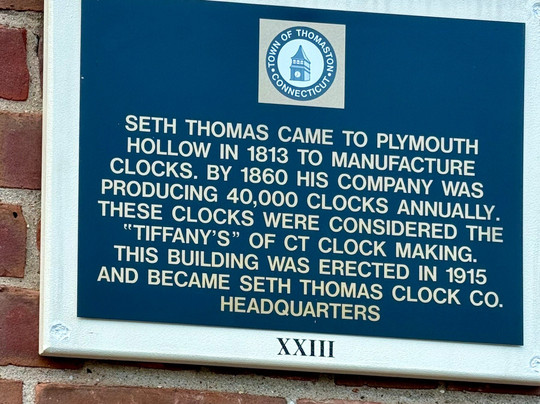 TOWN OF THOMASTON
CONNECTICUT
SETH THOMAS CAME TO PLYMOUTH
HOLLOW IN 1813 TO MANUFACTURE
CLOCKS. BY 1860 HIS COMPANY WAS
PRODUCING 40,000 CLOCKS ANNUALLY.
THESE CLOCKS WERE CONSIDERED THE
"TIFFANY'S" OF CT CLOCK MAKING.
THIS BUILDING WAS ERECTED IN 1915
AND BECAME SETH THOMAS CLOCK CO.
HEADQUARTERS
XXIII